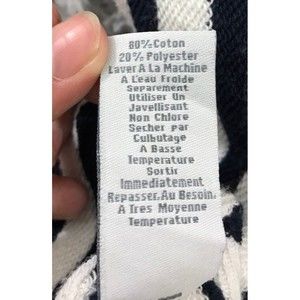 80% Coton
20% Polyester
Laver A La Machine
A L'eau Froide
Separement
Utiliser Un
Javellisant
Non Chlore
Secher par
Culbutage
A Basse
Temperature
Sortir
Immediatement
Repasser, Au Besoin,
A Tres Moyenne
Temperature